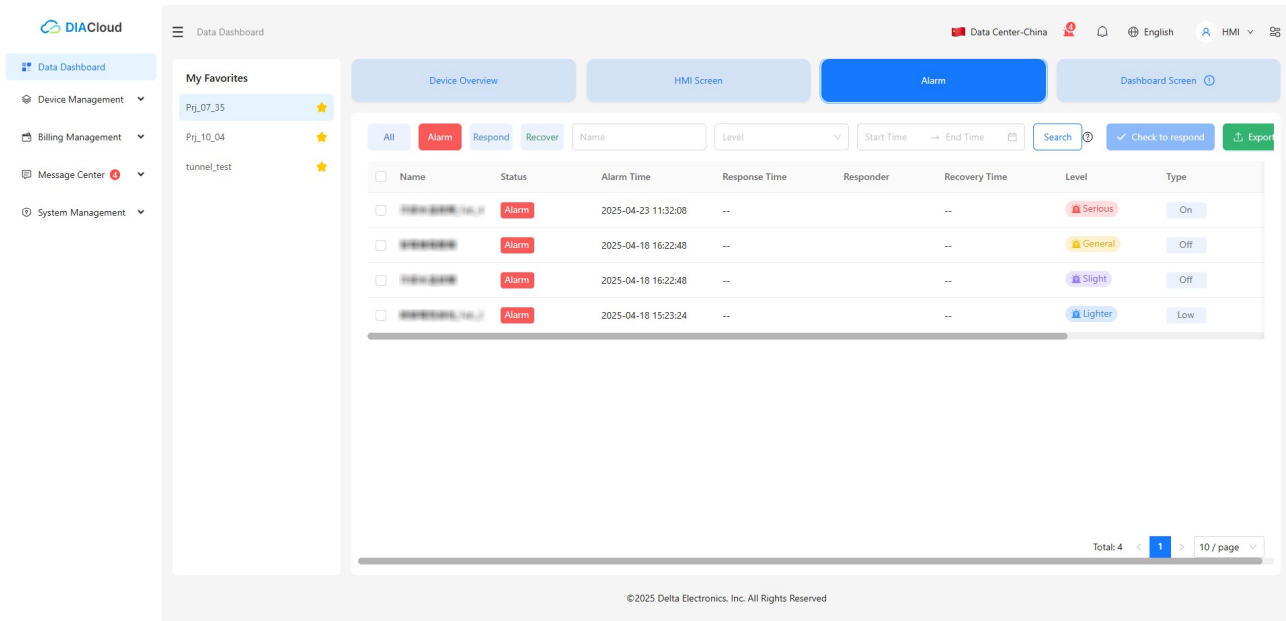 DIACloud
Data Dashboard
Data Center-China
4
English
HMI
Data Dashboard
Device Management
Billing Management
Message Center 4
System Management
My Favorites
Prj_07_35
Prj_10_04
tunnel_test
Device Overview
HMI Screen
Alarm
Dashboard Screen
All Alarm Respond Recover Name Level Start Time → End Time Search Check to respond Export
Name Status Alarm Time Response Time Responder Recovery Time Level Type
Alarm 2025-04-23 11:32:08 -- -- Serious On
Alarm 2025-04-18 16:22:48 -- -- General Off
Alarm 2025-04-18 16:22:48 -- -- Slight Off
Alarm 2025-04-18 15:23:24 -- -- Lighter Low
Total: 4 < 1 > 10 / page
©2025 Delta Electronics, Inc. All Rights Reserved